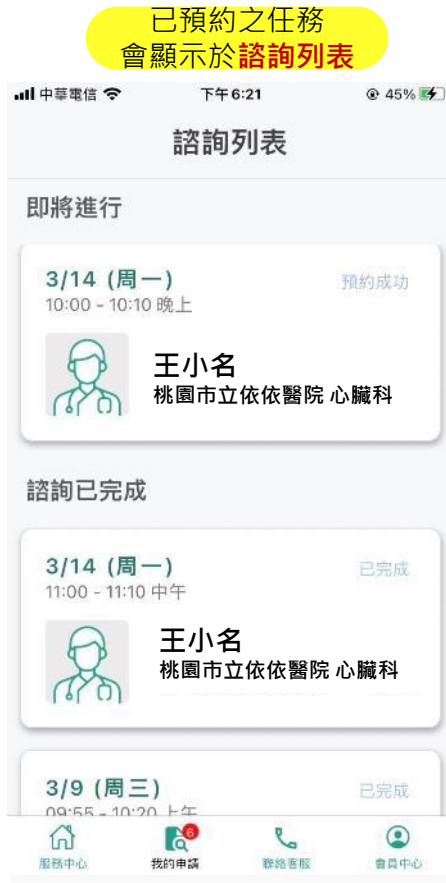 已預約之任務
會顯示於諮詢列表
中華電信 下午6:21 45%
諮詢列表
即將進行
3/14 (周一) 預約成功
10:00 - 10:10 晚上
王小名
桃園市立依依醫院 心臟科
諮詢已完成
3/14 (周一) 已完成
11:00 - 11:10 中午
王小名
桃園市立依依醫院 心臟科
3/9 (周三) 已完成
09:55 - 10:20 上午
6
服務中心 我的申請 聯絡客服 會員中心